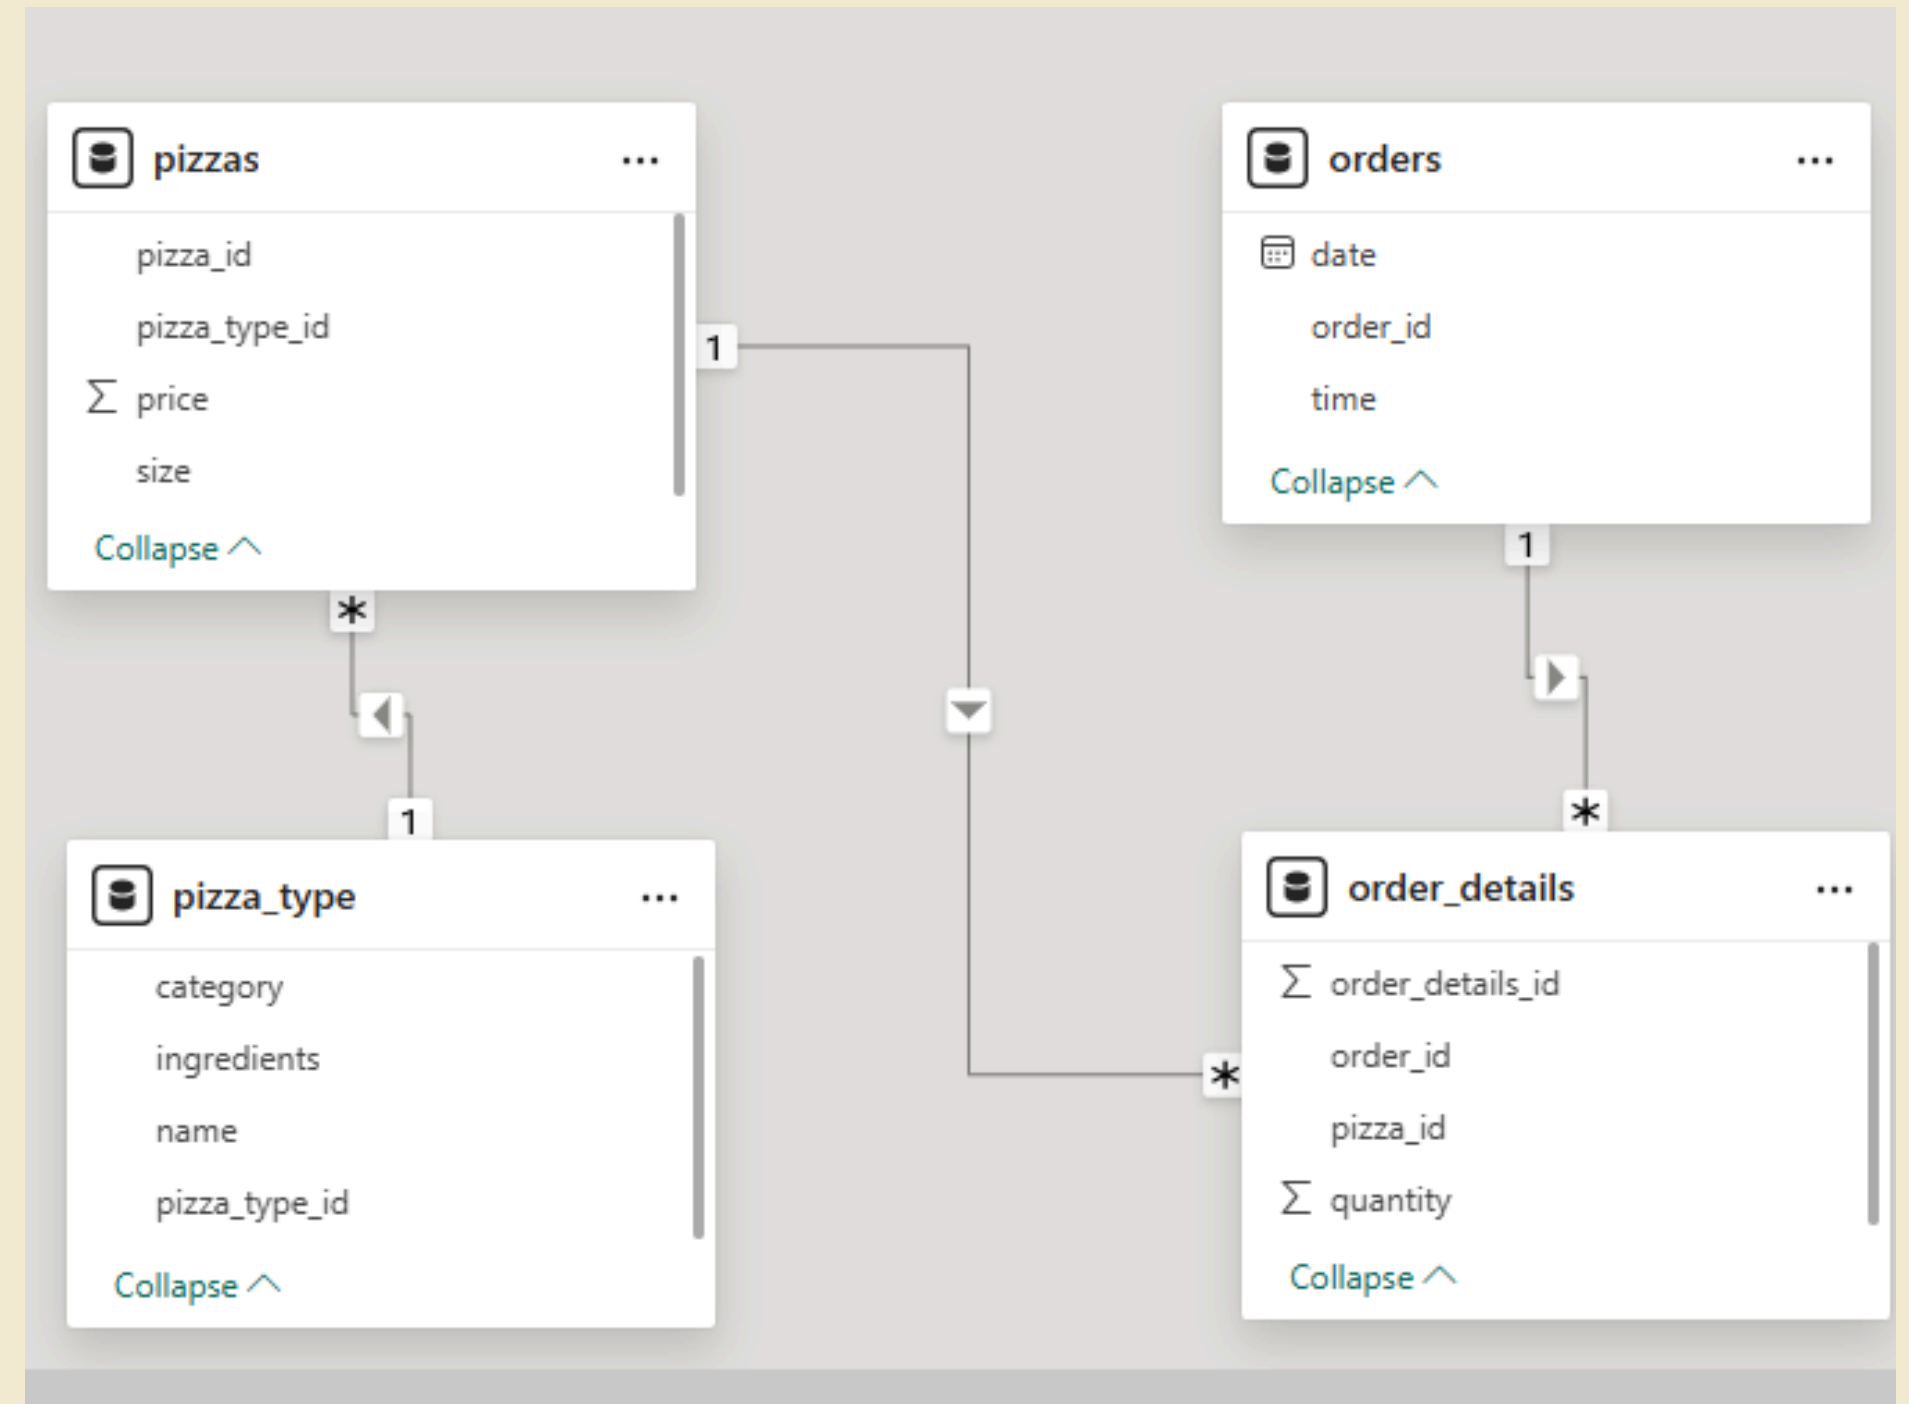 pizzas
pizza_id
pizza_type_id
price
size
Collapse
1
*
1
pizza_type
category
ingredients
name
pizza_type_id
Collapse
orders
date
order_id
time
Collapse
1
*
*
order_details
order_details_id
order_id
pizza_id
quantity
Collapse